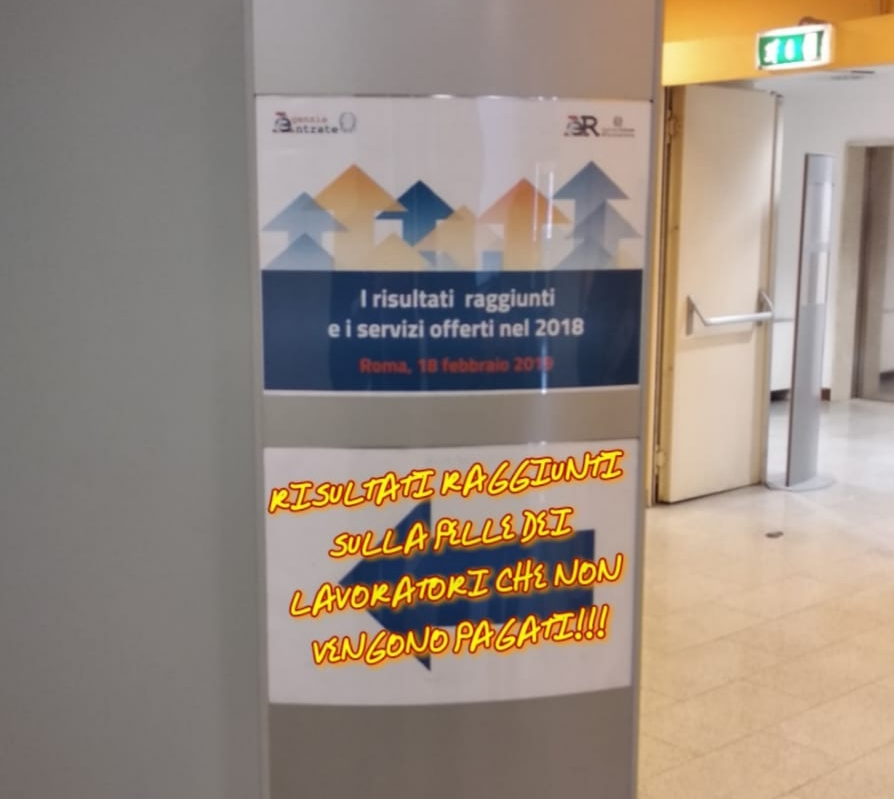 Agenzia
Entrate
AER
I risultati raggiunti
e i servizi offerti nel 2018
Roma, 18 febbraio 2019
RISULTATI RAGGIUNTI
SULLA PELLE DEI
LAVORATORI CHE NON
VENGONO PAGATI!!!